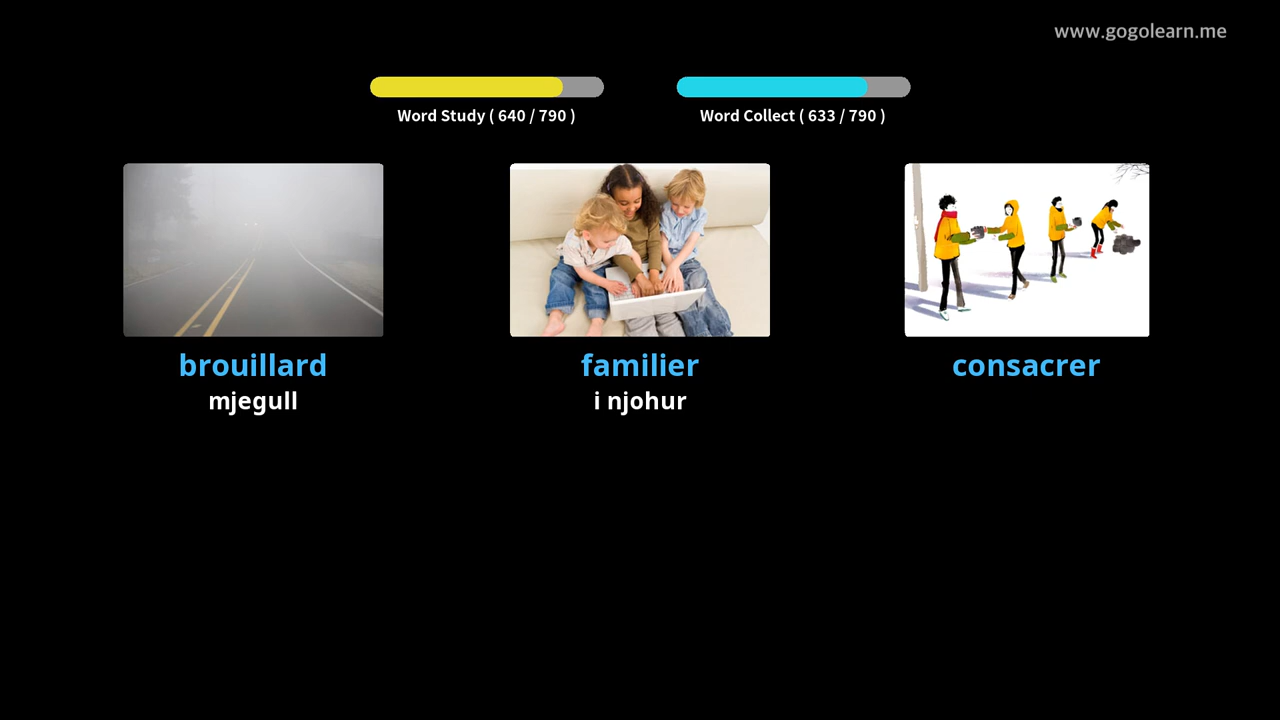 www.gogolearn.me
Word Study ( 640 / 790 )
Word Collect ( 633 / 790 )
brouillard
mjegull
familier
i njohur
consacrer